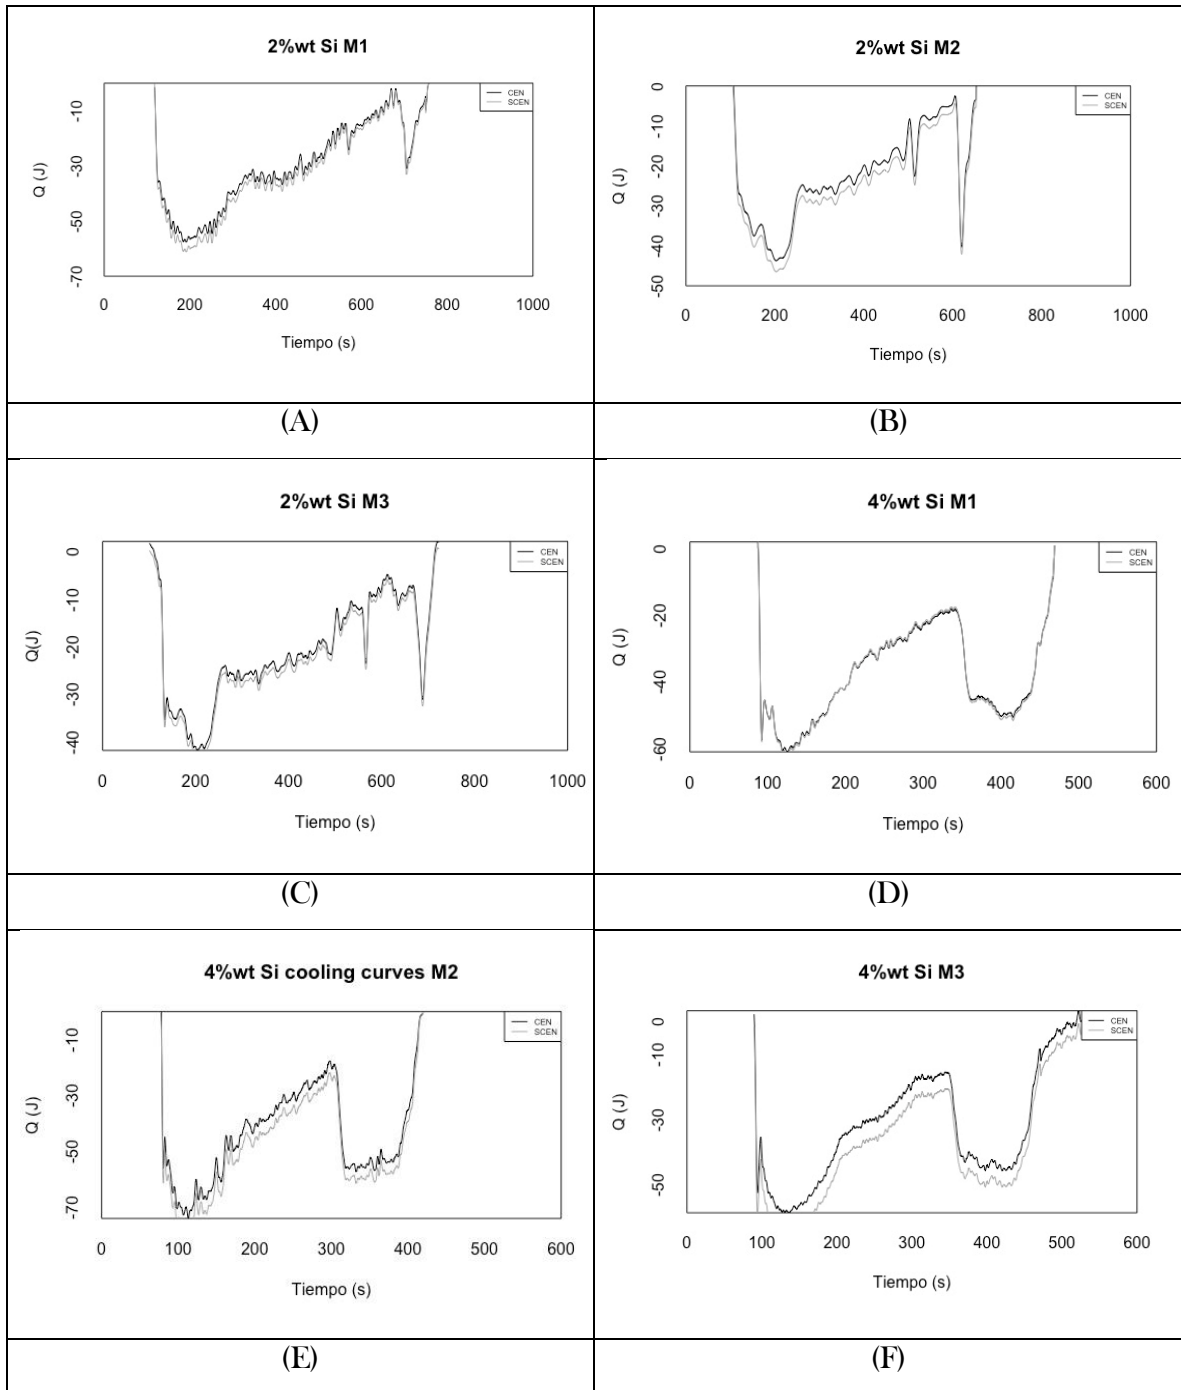 2%wt Si M1
CEN
SCEN
-10
-30
-50
-70
Q (J)
0 200 400 600 800 1000
Tiempo (s)
(A)
2%wt Si M2
CEN
SCEN
0
-10
-20
-30
-40
-50
Q (J)
0 200 400 600 800 1000
Tiempo (s)
(B)
2%wt Si M3
CEN
SCEN
0
-10
-20
-30
-40
Q(J)
0 200 400 600 800 1000
Tiempo (s)
(C)
4%wt Si M1
CEN
SCEN
0
-20
-40
-60
Q (J)
0 100 200 300 400 500 600
Tiempo (s)
(D)
4%wt Si cooling curves M2
CEN
SCEN
-10
-30
-50
-70
Q (J)
0 100 200 300 400 500 600
Tiempo (s)
(E)
4%wt Si M3
CEN
SCEN
0
-10
-30
-50
Q (J)
0 100 200 300 400 500 600
Tiempo (s)
(F)